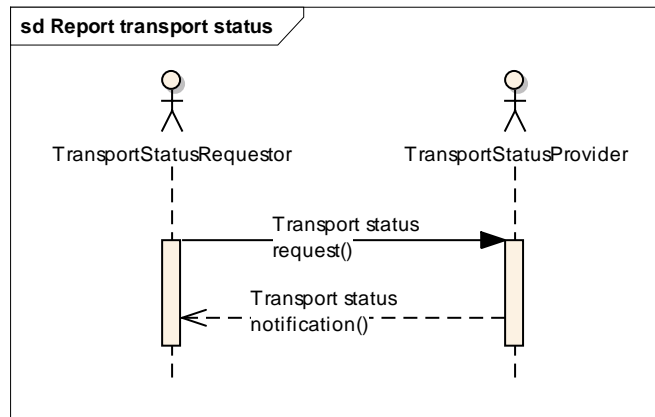 sd Report transport status
TransportStatusRequestor
TransportStatusProvider
Transport status
request()
Transport status
notification()